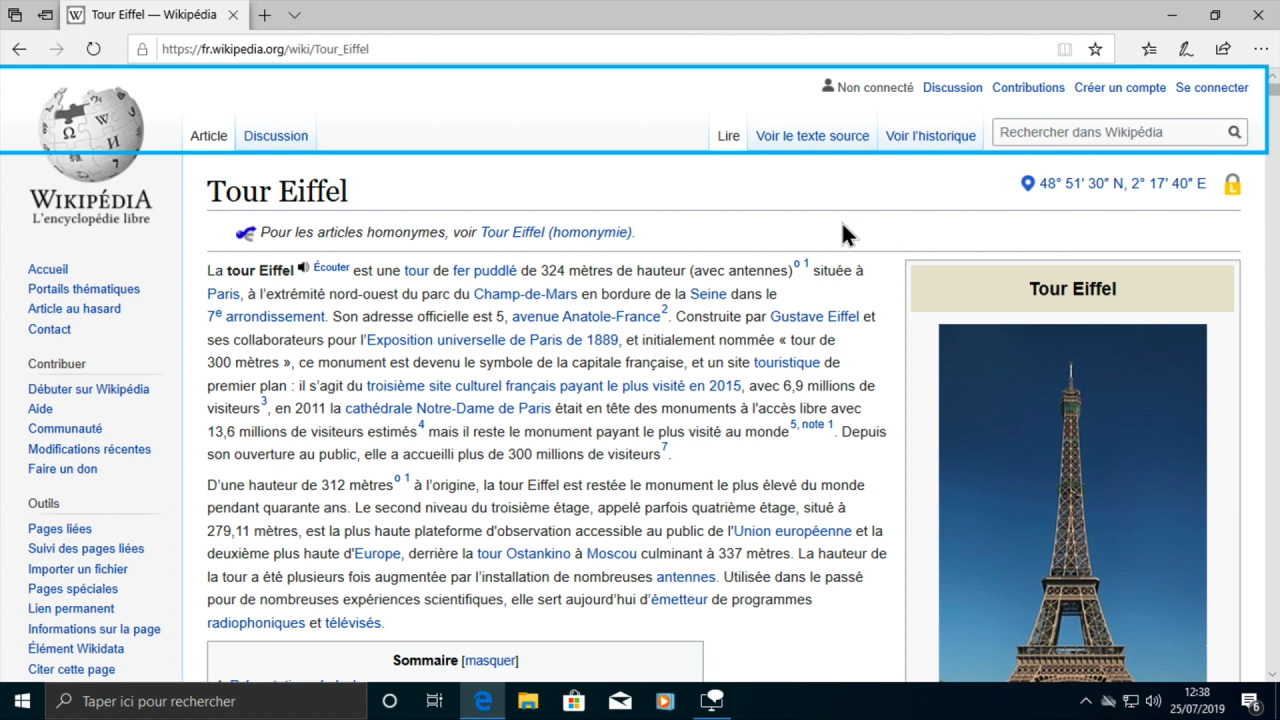 Tour Eiffel — Wikipédia
https://fr.wikipedia.org/wiki/Tour_Eiffel
Non connecté Discussion Contributions Créer un compte Se connecter
Article Discussion Lire Voir le texte source Voir l'historique Rechercher dans Wikipédia
WIKIPÉDIA
L'encyclopédie libre
Accueil
Portails thématiques
Article au hasard
Contact
Contribuer
Débuter sur Wikipédia
Aide
Communauté
Modifications récentes
Faire un don
Outils
Pages liées
Suivi des pages liées
Importer un fichier
Pages spéciales
Lien permanent
Informations sur la page
Élément Wikidata
Citer cette page
Tour Eiffel
48° 51′ 30″ N, 2° 17′ 40″ E
Pour les articles homonymes, voir Tour Eiffel (homonymie).
La tour Eiffel Écouter est une tour de fer puddlé de 324 mètres de hauteur (avec antennes)o 1 située à
Paris, à l'extrémité nord-ouest du parc du Champ-de-Mars en bordure de la Seine dans le
7e arrondissement. Son adresse officielle est 5, avenue Anatole-France2. Construite par Gustave Eiffel et
ses collaborateurs pour l'Exposition universelle de Paris de 1889, et initialement nommée « tour de
300 mètres », ce monument est devenu le symbole de la capitale française, et un site touristique de
premier plan : il s'agit du troisième site culturel français payant le plus visité en 2015, avec 6,9 millions de
visiteurs3, en 2011 la cathédrale Notre-Dame de Paris était en tête des monuments à l'accès libre avec
13,6 millions de visiteurs estimés4 mais il reste le monument payant le plus visité au monde5, note 1. Depuis
son ouverture au public, elle a accueilli plus de 300 millions de visiteurs7.
D'une hauteur de 312 mètreso 1 à l'origine, la tour Eiffel est restée le monument le plus élevé du monde
pendant quarante ans. Le second niveau du troisième étage, appelé parfois quatrième étage, situé à
279,11 mètres, est la plus haute plateforme d'observation accessible au public de l'Union européenne et la
deuxième plus haute d'Europe, derrière la tour Ostankino à Moscou culminant à 337 mètres. La hauteur de
la tour a été plusieurs fois augmentée par l'installation de nombreuses antennes. Utilisée dans le passé
pour de nombreuses expériences scientifiques, elle sert aujourd'hui d'émetteur de programmes
radiophoniques et télévisés.
Sommaire [masquer]
Tour Eiffel
Taper ici pour rechercher
12:38
25/07/2019
6